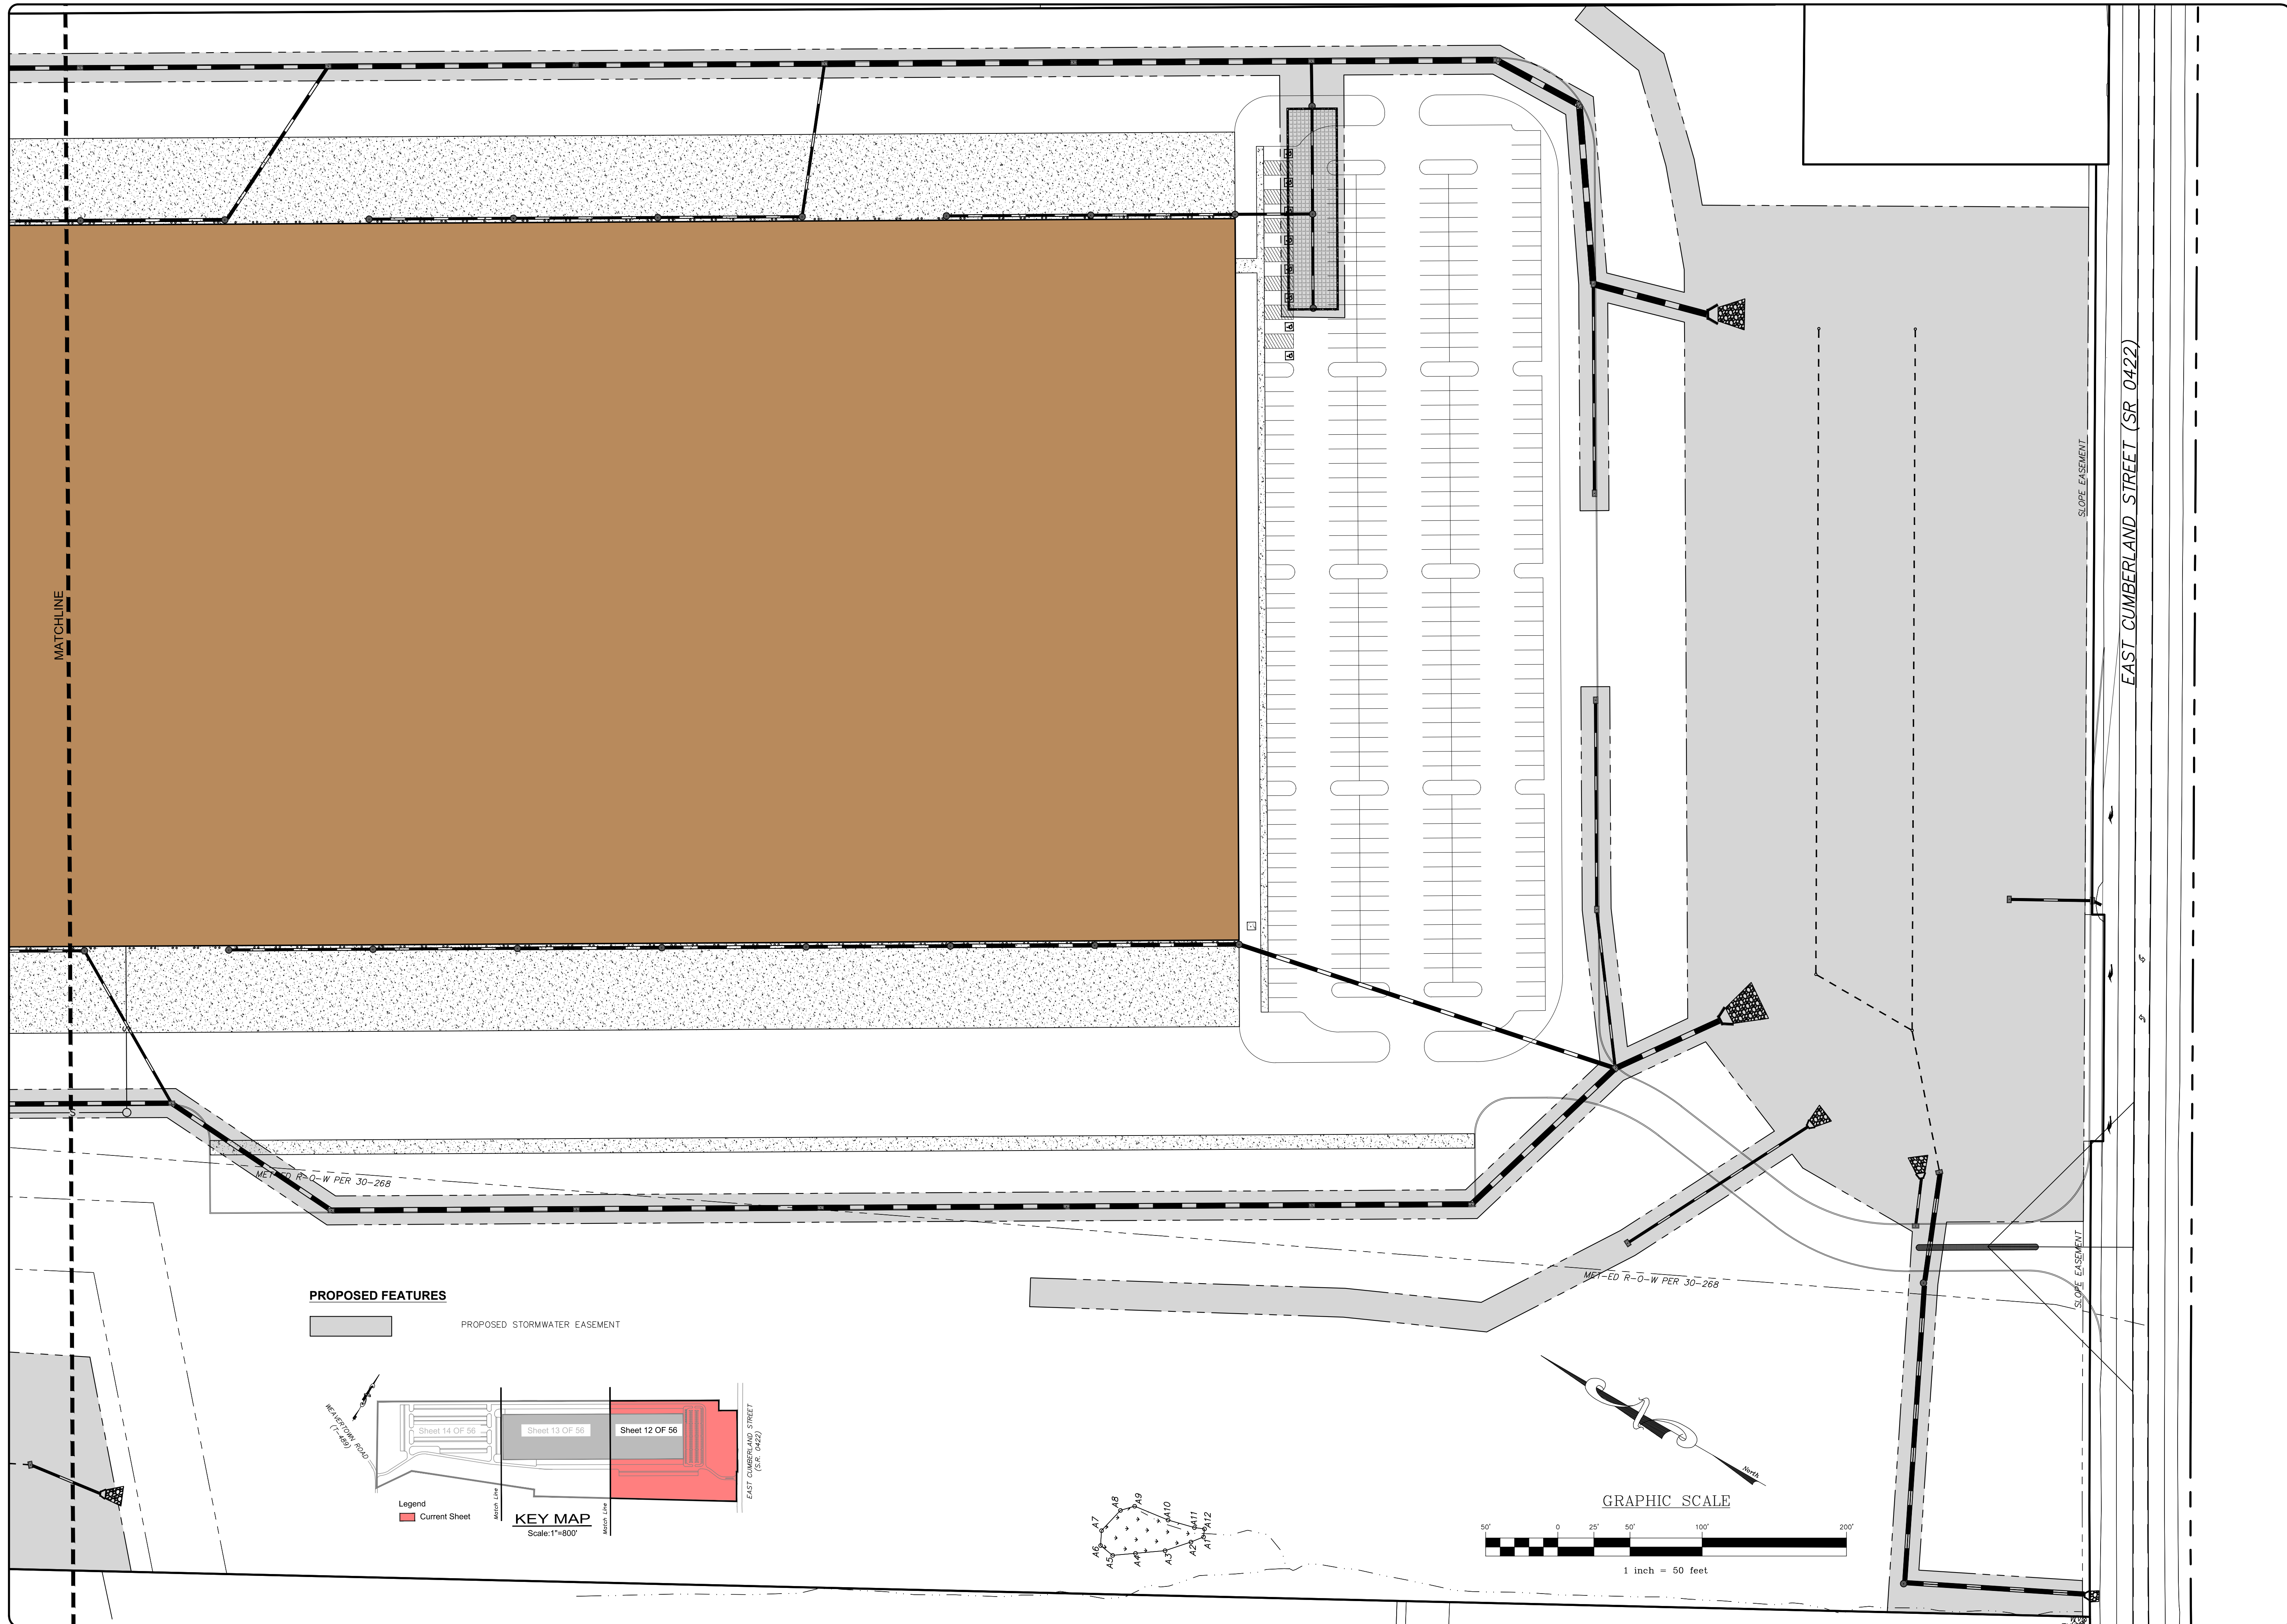 MATCHLINE
EAST CUMBERLAND STREET (SR 0422)
SLOPE EASEMENT
SLOPE EASEMENT
S
S
MET-ED R-O-W PER 30-268
MET-ED R-O-W PER 30-268
PROPOSED FEATURES
PROPOSED STORMWATER EASEMENT
WEAVERTOWN ROAD
(T-489)
Sheet 14 OF 56
Sheet 13 OF 56
Sheet 12 OF 56
EAST CUMBERLAND STREET
(S.R. 0422)
Match Line
Match Line
Legend
Current Sheet
KEY MAP
Scale:1"=800'
A1
A2
A3
A4
A5
A6
A7
A8
A9
A10
A11
A12
North
GRAPHIC SCALE
50' 0 25' 50' 100' 200'
1 inch = 50 feet